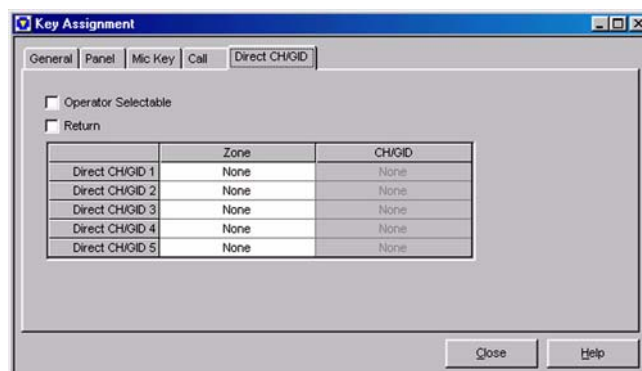 Key Assignment
General Panel Mic Key Call Direct CH/GID
Operator Selectable
Return
Zone CH/GID
Direct CH/GID 1 None None
Direct CH/GID 2 None None
Direct CH/GID 3 None None
Direct CH/GID 4 None None
Direct CH/GID 5 None None
Close Help